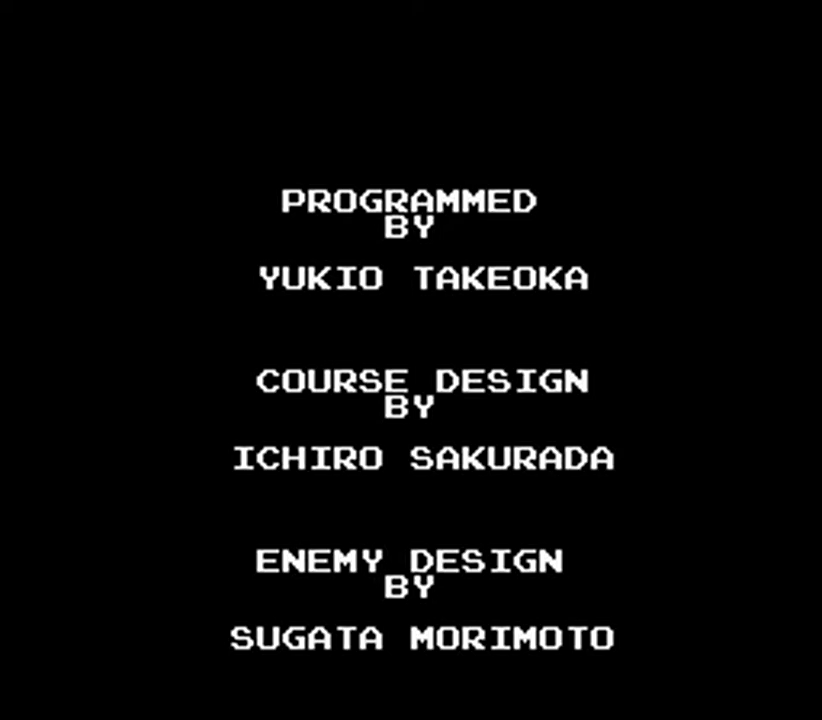 PROGRAMMED
BY
YUKIO TAKEOKA
COURSE DESIGN
BY
ICHIRO SAKURADA
ENEMY DESIGN
BY
SUGATA MORIMOTO